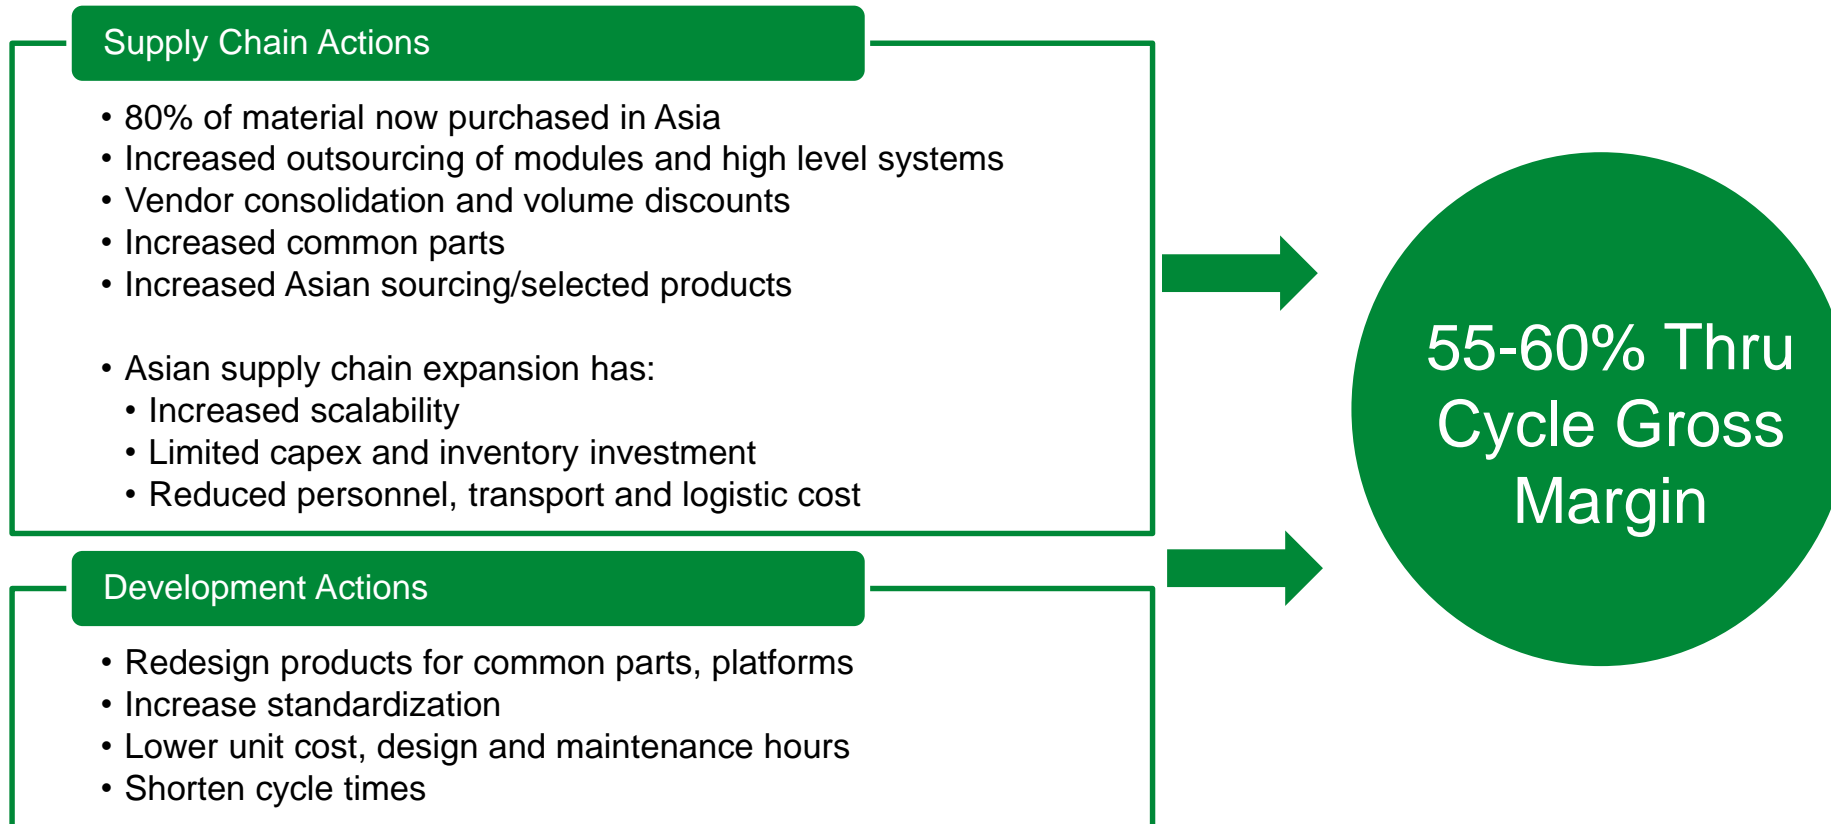 Supply Chain Actions
• 80% of material now purchased in Asia
• Increased outsourcing of modules and high level systems
• Vendor consolidation and volume discounts
• Increased common parts
• Increased Asian sourcing/selected products
• Asian supply chain expansion has:
• Increased scalability
• Limited capex and inventory investment
• Reduced personnel, transport and logistic cost
Development Actions
• Redesign products for common parts, platforms
• Increase standardization
• Lower unit cost, design and maintenance hours
• Shorten cycle times
55-60% Thru
Cycle Gross
Margin